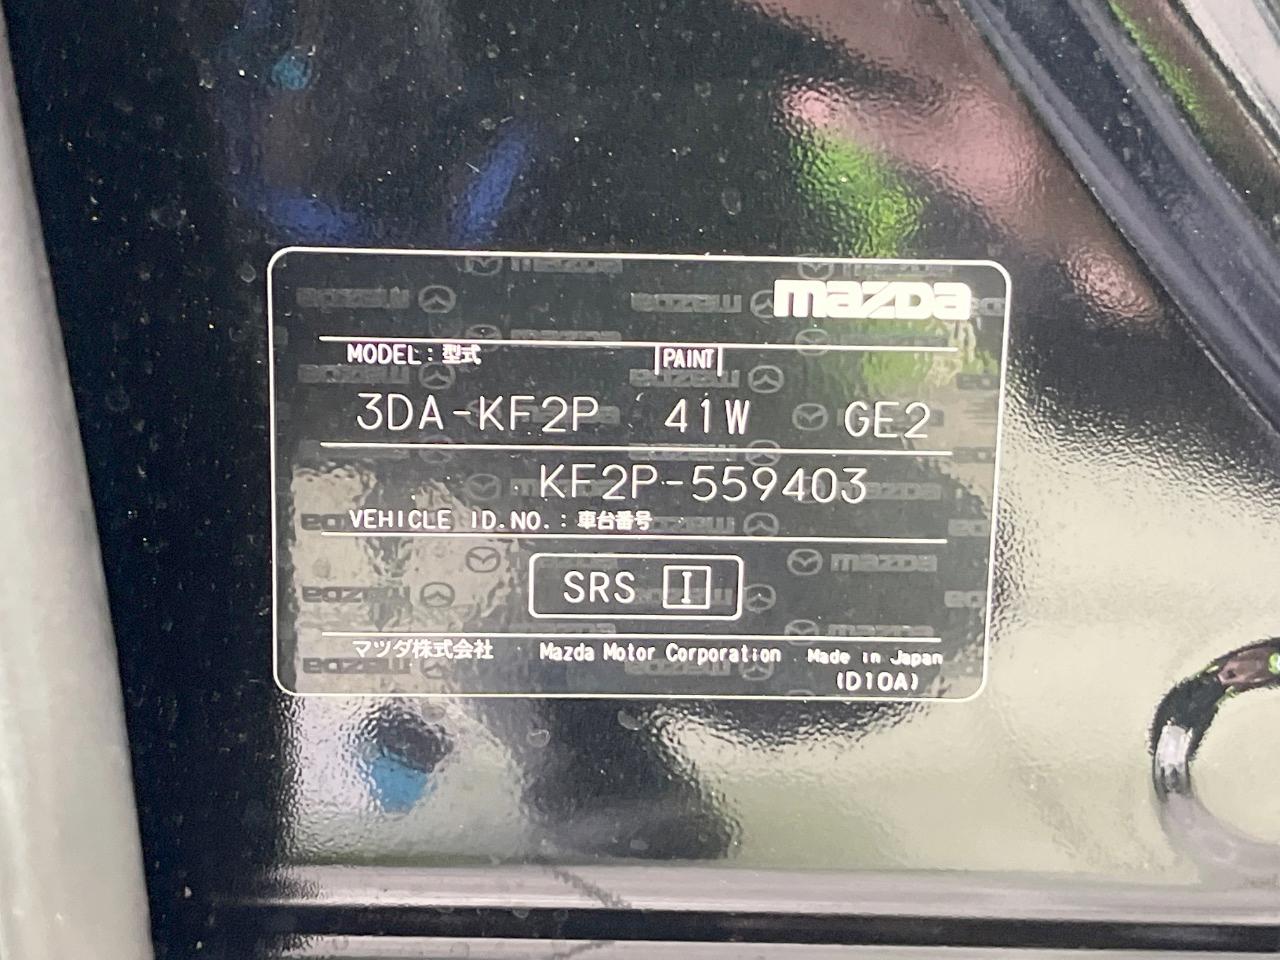 mazda
MODEL: 型式 PAINT
3DA-KF2P 41W GE2
KF2P-559403
VEHICLE ID.NO.: 車台番号
SRS I
マツダ株式会社 Mazda Motor Corporation Made in Japan
(D10A)